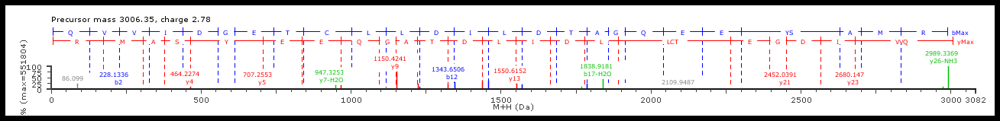 Precursor mass 3006.35, charge 2.78
Q V V I D G E T C L L D I L D T A G Q E E YS A M R bMax
R M A S Y E E Q G A T D L I D L LCT E G D I VVQ yMax
% (max=551804)
100
75
50
25
0
86.099
228.1336
b2
464.2274
y4
707.2553
y5
947.3253
y7-H2O
1150.4241
y9
1343.6506
b12
1550.6152
y13
1838.9181
b17-H2O
2109.9487
2452.0391
y21
2680.147
y23
2989.3369
y26-NH3
0 500 1000 1500 2000 2500 3000 3082
M+H (Da)